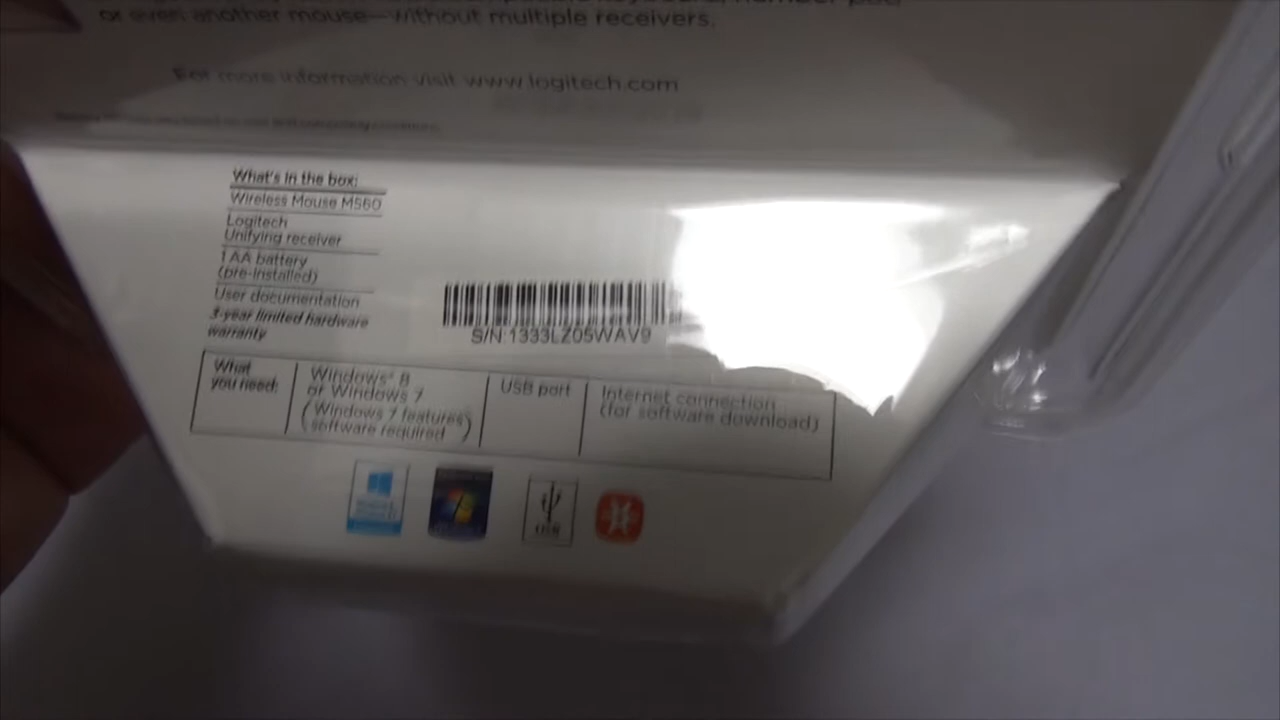 or even another mouse—without multiple receivers.
For more information visit www.logitech.com
What's in the box:
Wireless Mouse M560
Logitech
Unifying receiver
1 AA battery
(pre-installed)
User documentation
3-year limited hardware
warranty
S/N:1333LZ05WAV9
What
you need:
Windows® 8
or Windows 7
(Windows 7 features)
software required
USB port
Internet connection
(for software download)
USB